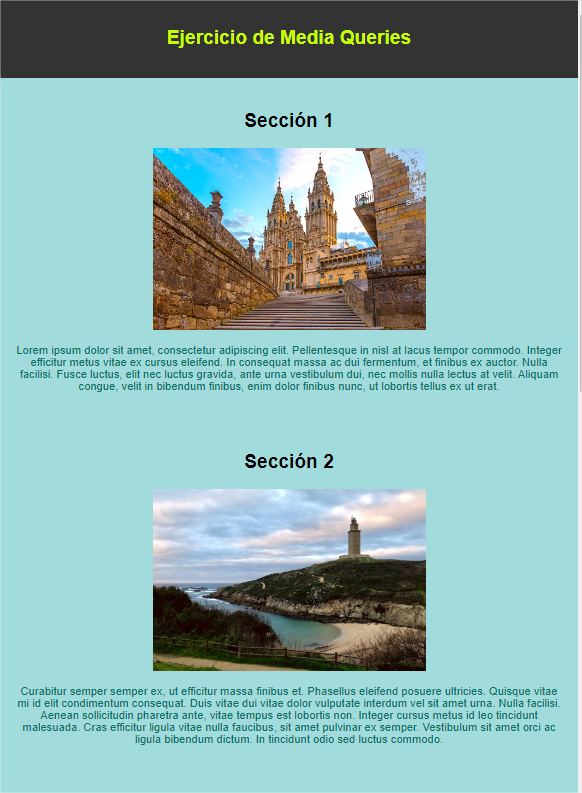 Ejercicio de Media Queries
Sección 1
Lorem ipsum dolor sit amet, consectetur adipiscing elit. Pellentesque in nisl at lacus tempor commodo. Integer
efficitur metus vitae ex cursus eleifend. In consequat massa ac dui fermentum, et finibus ex auctor. Nulla
facilisi. Fusce luctus, elit nec luctus gravida, ante urna vestibulum dui, nec mollis nulla lectus at velit. Aliquam
congue, velit in bibendum finibus, enim dolor finibus nunc, ut lobortis tellus ex ut erat.
Sección 2
Curabitur semper semper ex, ut efficitur massa finibus et. Phasellus eleifend posuere ultricies. Quisque vitae
mi id elit condimentum consequat. Duis vitae dui vitae dolor vulputate interdum vel sit amet urna. Nulla facilisi.
Aenean sollicitudin pharetra ante, vitae tempus est lobortis non. Integer cursus metus id leo tincidunt
malesuada. Cras efficitur ligula vitae nulla faucibus, sit amet pulvinar ex semper. Vestibulum sit amet orci ac
ligula bibendum dictum. In tincidunt odio sed luctus commodo.